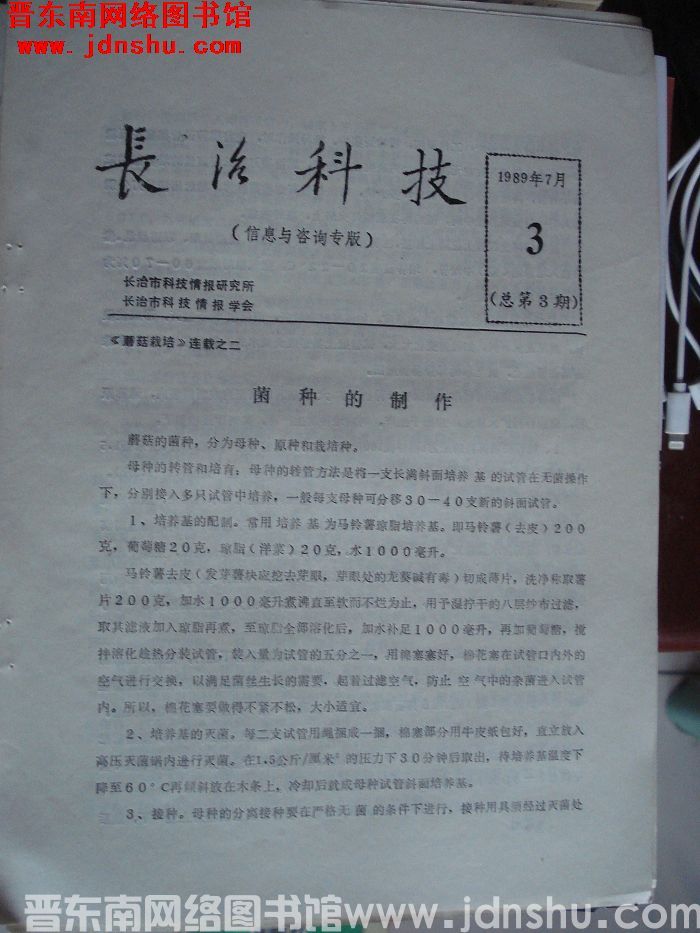 晋东南网络图书馆
www.jdnshu.com
長治科技
(信息与咨询专版)
1989年7月
3
(总第3期)
长治市科技情报研究所
长治市科技情报学会
《蘑菇栽培》连载之二
菌种的制作
蘑菇的菌种，分为母种、原种和栽培种。
母种的转管和培育：母种的转管方法是将一支长满斜面培养基的试管在无菌操作
下，分别接入多只试管中培养，一般每支母种可分移30—40支新的斜面试管。
1、培养基的配制。常用培养基为马铃薯琼脂培养基。即马铃薯（去皮）200
克，葡萄糖20克，琼脂（洋菜）20克，水1000毫升。
马铃薯去皮（发芽薯块应挖去芽眼，芽眼处的龙葵碱有毒）切成薄片，洗净称取薯
片200克，加水1000毫升煮沸直至软而不烂为止，用予湿拧干的八层纱布过滤，
取其滤液加入琼脂再煮，至琼脂全部溶化后，加水补足1000毫升，再加葡萄糖，搅
拌溶化趁热分装试管，装入量为试管的五分之一，用棉塞塞好，棉花塞在试管口内外的
空气进行交换，以满足菌丝生长的需要，起着过滤空气，防止空气中的杂菌进入试管
内。所以，棉花塞要做得不紧不松，大小适宜。
2、培养基的灭菌。每二支试管用绳捆成一捆，棉塞部分用牛皮纸包好，直立放入
高压灭菌锅内进行灭菌。在1.5公斤/厘米²的压力下30分钟后取出，待培养基温度下
降至60°C再倾斜放在木条上，冷却后就成母种试管斜面培养基。
3、接种。母种的分离接种要在严格无菌的条件下进行，接种用具须经过灭菌处
晋东南网络图书馆www.jdnshu.com